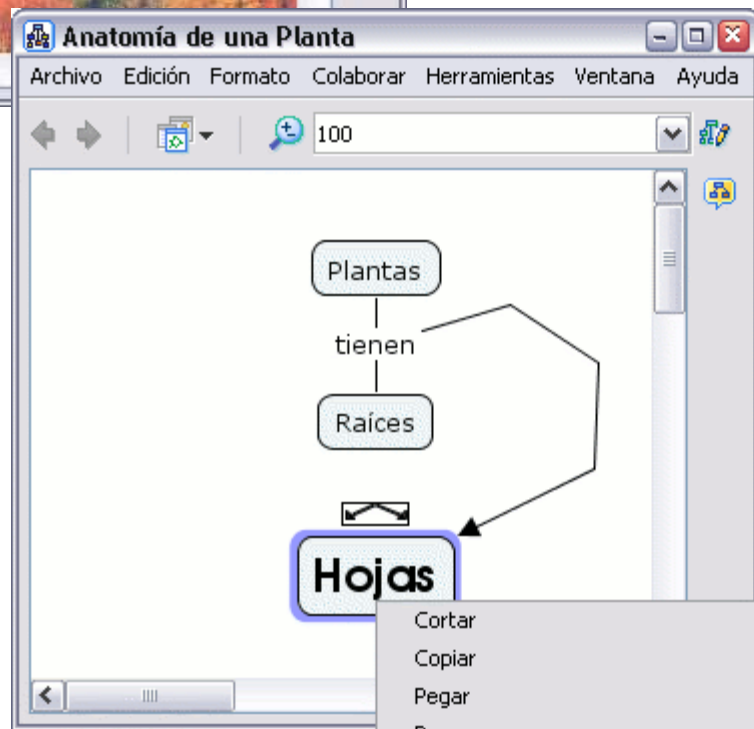 Anatomía de una Planta
Archivo Edición Formato Colaborar Herramientas Ventana Ayuda
100
Plantas
tienen
Raíces
Hojas
Cortar
Copiar
Pegar